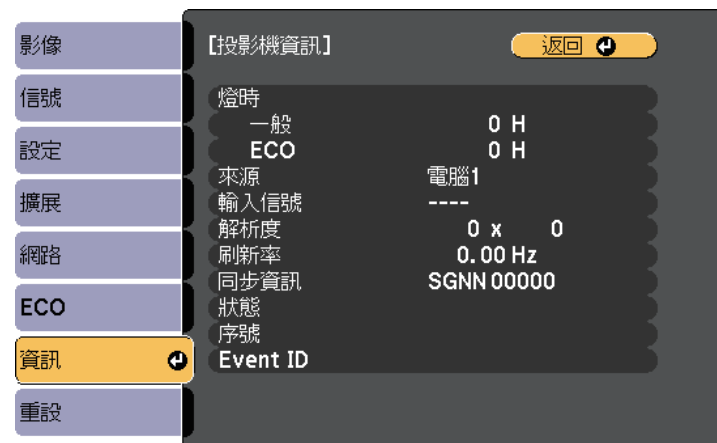 影像
信號
設定
擴展
網路
ECO
資訊
重設
[投影機資訊]
返回
燈時
一般 0 H
ECO 0 H
來源 電腦1
輸入信號 ----
解析度 0 x 0
刷新率 0.00 Hz
同步資訊 SGNN00000
狀態
序號
Event ID